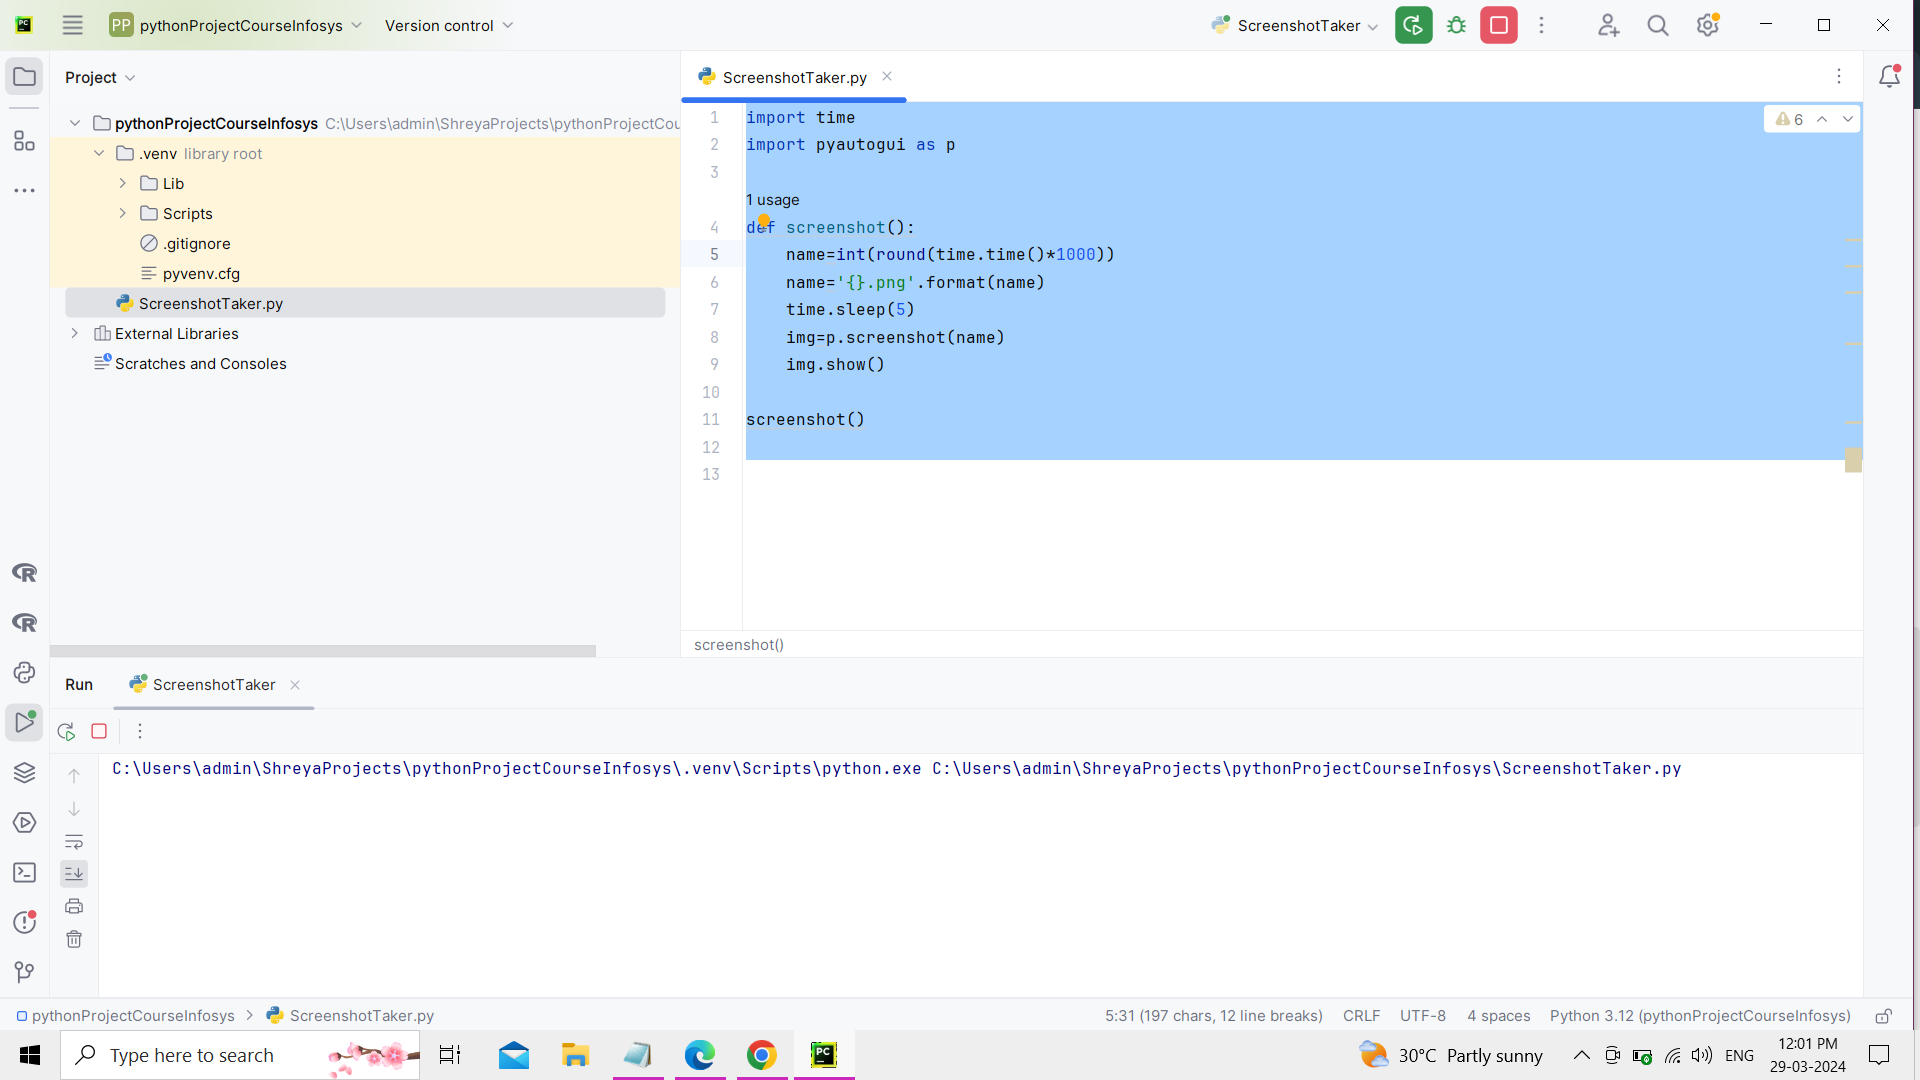 PC
PP pythonProjectCourseInfosys Version control ScreenshotTaker
Project
ScreenshotTaker.py
pythonProjectCourseInfosys C:\Users\admin\ShreyaProjects\pythonProjectCou
.venv library root
Lib
Scripts
.gitignore
pyvenv.cfg
ScreenshotTaker.py
External Libraries
Scratches and Consoles
6
1 import time
2 import pyautogui as p
3
1 usage
4 def screenshot():
5 name=int(round(time.time()*1000))
6 name='{}.png'.format(name)
7 time.sleep(5)
8 img=p.screenshot(name)
9 img.show()
10
11 screenshot()
12
13
screenshot()
Run ScreenshotTaker
C:\Users\admin\ShreyaProjects\pythonProjectCourseInfosys\.venv\Scripts\python.exe C:\Users\admin\ShreyaProjects\pythonProjectCourseInfosys\ScreenshotTaker.py
pythonProjectCourseInfosys ScreenshotTaker.py 5:31 (197 chars, 12 line breaks) CRLF UTF-8 4 spaces Python 3.12 (pythonProjectCourseInfosys)
Type here to search
PC
30°C Partly sunny
ENG
12:01 PM
29-03-2024